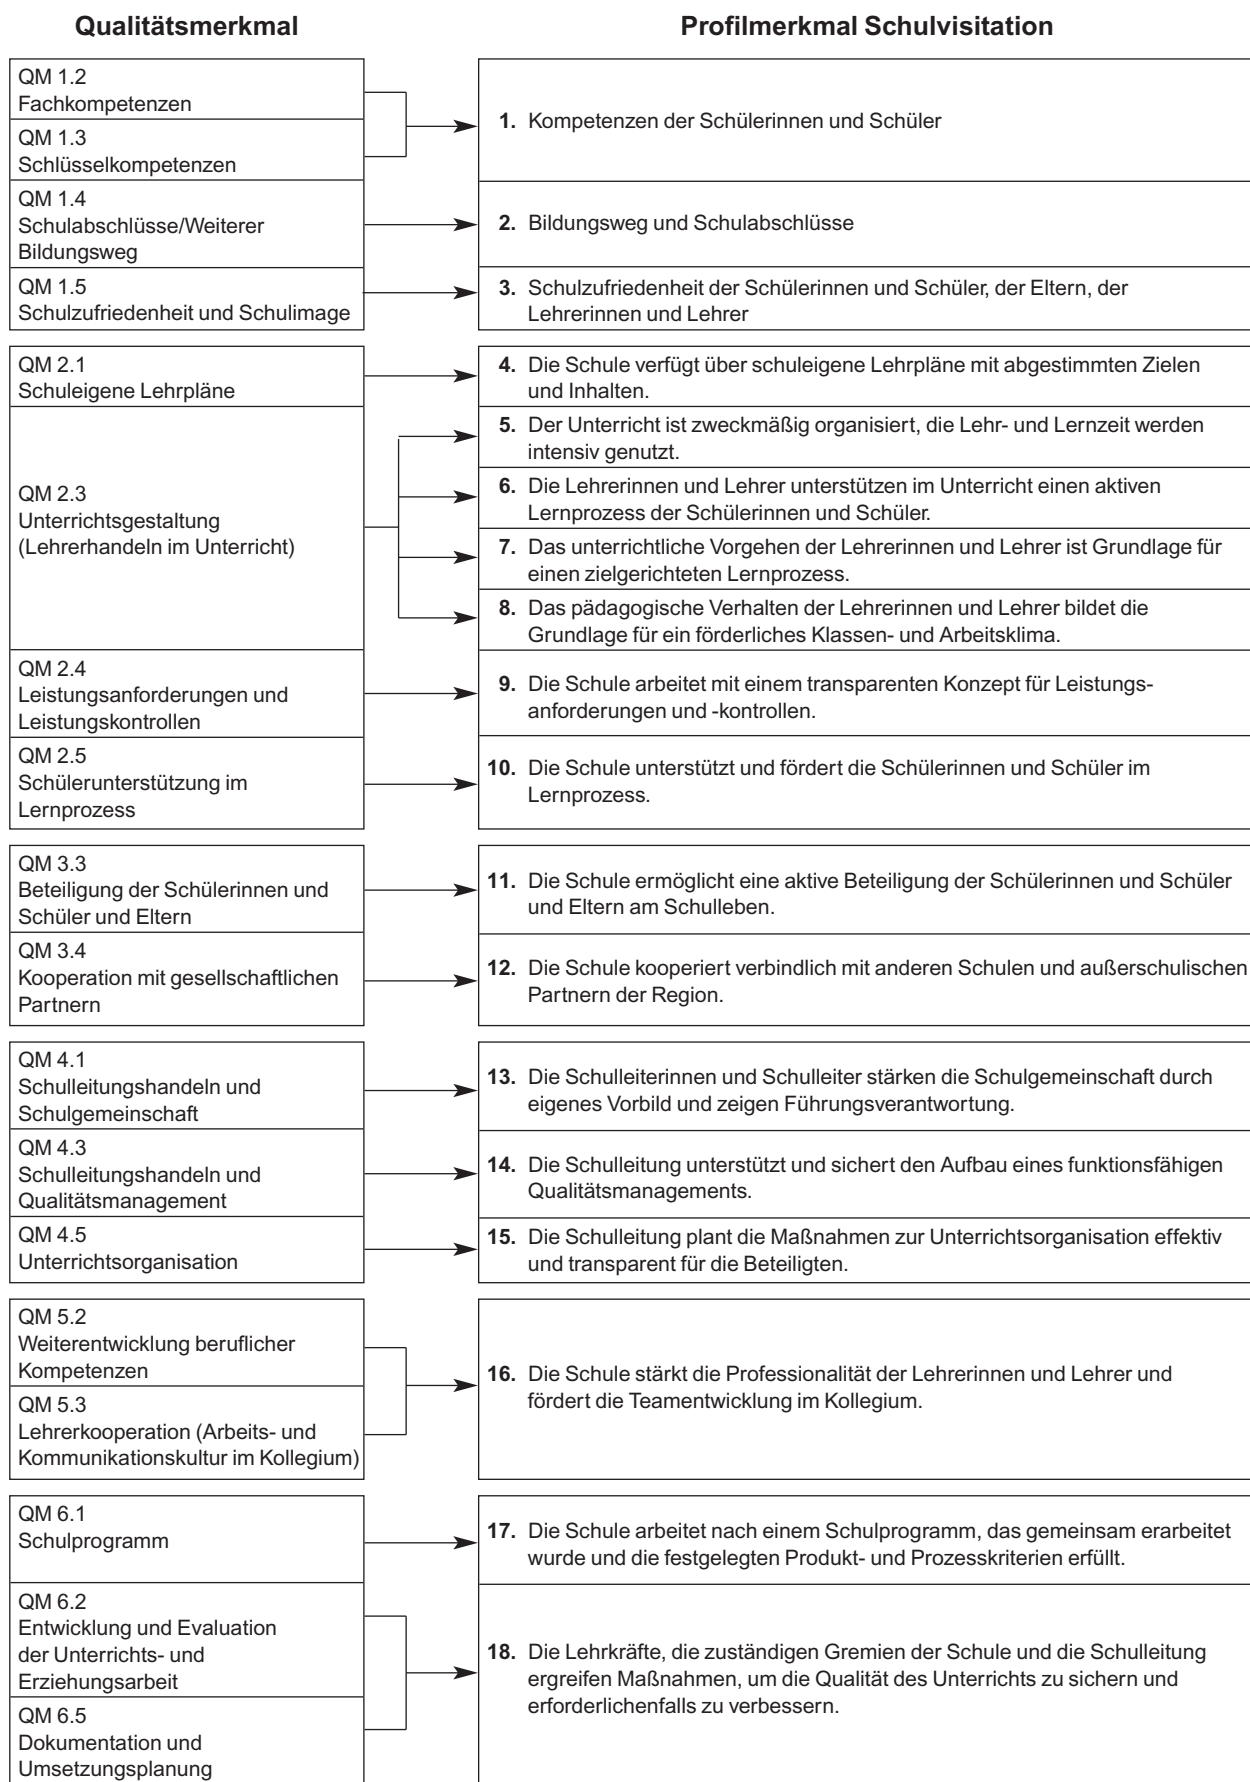 Qualitätsmerkmal
Profilmerkmal Schulvisitation
QM 1.2
Fachkompetenzen
QM 1.3
Schlüsselkompetenzen
1. Kompetenzen der Schülerinnen und Schüler
QM 1.4
Schulabschlüsse/Weiterer
Bildungsweg
2. Bildungsweg und Schulabschlüsse
QM 1.5
Schulzufriedenheit und Schulimage
3. Schulzufriedenheit der Schülerinnen und Schüler, der Eltern, der
Lehrerinnen und Lehrer
QM 2.1
Schuleigene Lehrpläne
4. Die Schule verfügt über schuleigene Lehrpläne mit abgestimmten Zielen
und Inhalten.
QM 2.3
Unterrichtsgestaltung
(Lehrerhandeln im Unterricht)
5. Der Unterricht ist zweckmäßig organisiert, die Lehr- und Lernzeit werden
intensiv genutzt.
6. Die Lehrerinnen und Lehrer unterstützen im Unterricht einen aktiven
Lernprozess der Schülerinnen und Schüler.
7. Das unterrichtliche Vorgehen der Lehrerinnen und Lehrer ist Grundlage für
einen zielgerichteten Lernprozess.
8. Das pädagogische Verhalten der Lehrerinnen und Lehrer bildet die
Grundlage für ein förderliches Klassen- und Arbeitsklima.
QM 2.4
Leistungsanforderungen und
Leistungskontrollen
9. Die Schule arbeitet mit einem transparenten Konzept für Leistungs-
anforderungen und -kontrollen.
QM 2.5
Schülerunterstützung im
Lernprozess
10. Die Schule unterstützt und fördert die Schülerinnen und Schüler im
Lernprozess.
QM 3.3
Beteiligung der Schülerinnen und
Schüler und Eltern
11. Die Schule ermöglicht eine aktive Beteiligung der Schülerinnen und Schüler
und Eltern am Schulleben.
QM 3.4
Kooperation mit gesellschaftlichen
Partnern
12. Die Schule kooperiert verbindlich mit anderen Schulen und außerschulischen
Partnern der Region.
QM 4.1
Schulleitungshandeln und
Schulgemeinschaft
13. Die Schulleiterinnen und Schulleiter stärken die Schulgemeinschaft durch
eigenes Vorbild und zeigen Führungsverantwortung.
QM 4.3
Schulleitungshandeln und
Qualitätsmanagement
14. Die Schulleitung unterstützt und sichert den Aufbau eines funktionsfähigen
Qualitätsmanagements.
QM 4.5
Unterrichtsorganisation
15. Die Schulleitung plant die Maßnahmen zur Unterrichtsorganisation effektiv
und transparent für die Beteiligten.
QM 5.2
Weiterentwicklung beruflicher
Kompetenzen
QM 5.3
Lehrerkooperation (Arbeits- und
Kommunikationskultur im Kollegium)
16. Die Schule stärkt die Professionalität der Lehrerinnen und Lehrer und
fördert die Teamentwicklung im Kollegium.
QM 6.1
Schulprogramm
17. Die Schule arbeitet nach einem Schulprogramm, das gemeinsam erarbeitet
wurde und die festgelegten Produkt- und Prozesskriterien erfüllt.
QM 6.2
Entwicklung und Evaluation
der Unterrichts- und
Erziehungsarbeit
QM 6.5
Dokumentation und
Umsetzungsplanung
18. Die Lehrkräfte, die zuständigen Gremien der Schule und die Schulleitung
ergreifen Maßnahmen, um die Qualität des Unterrichts zu sichern und
erforderlichenfalls zu verbessern.